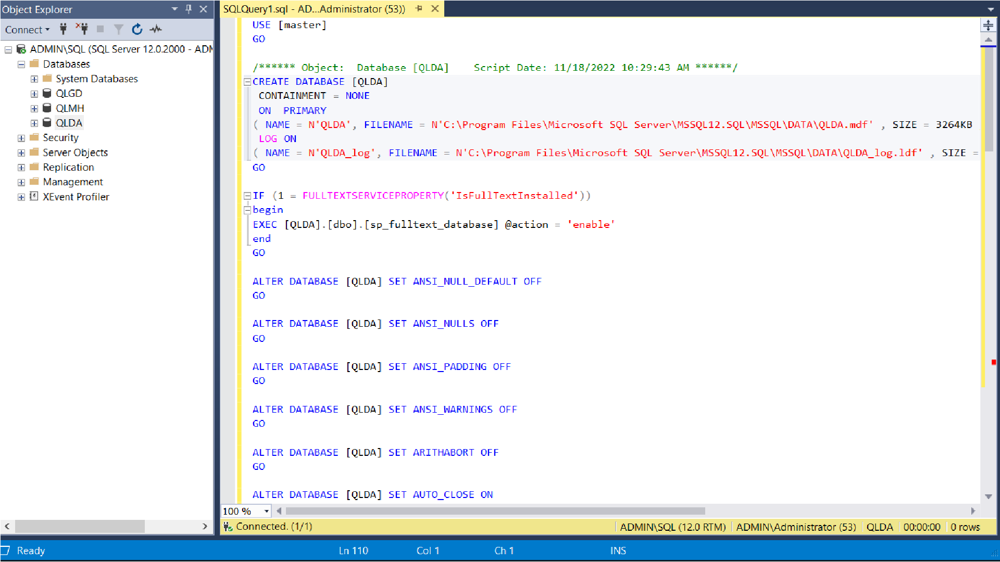 Object Explorer
Connect
ADMIN\SQL (SQL Server 12.0.2000 - ADM
Databases
System Databases
QLGD
QLMH
QLDA
Security
Server Objects
Replication
Management
XEvent Profiler
SQLQuery1.sql - AD...Administrator (53))
USE [master]
GO
/****** Object:  Database [QLDA]    Script Date: 11/18/2022 10:29:43 AM ******/
CREATE DATABASE [QLDA]
 CONTAINMENT = NONE
 ON  PRIMARY
( NAME = N'QLDA', FILENAME = N'C:\Program Files\Microsoft SQL Server\MSSQL12.SQL\MSSQL\DATA\QLDA.mdf' , SIZE = 3264KB
 LOG ON
( NAME = N'QLDA_log', FILENAME = N'C:\Program Files\Microsoft SQL Server\MSSQL12.SQL\MSSQL\DATA\QLDA_log.ldf' , SIZE =
GO
IF (1 = FULLTEXTSERVICEPROPERTY('IsFullTextInstalled'))
begin
EXEC [QLDA].[dbo].[sp_fulltext_database] @action = 'enable'
end
GO
ALTER DATABASE [QLDA] SET ANSI_NULL_DEFAULT OFF
GO
ALTER DATABASE [QLDA] SET ANSI_NULLS OFF
GO
ALTER DATABASE [QLDA] SET ANSI_PADDING OFF
GO
ALTER DATABASE [QLDA] SET ANSI_WARNINGS OFF
GO
ALTER DATABASE [QLDA] SET ARITHABORT OFF
GO
ALTER DATABASE [QLDA] SET AUTO_CLOSE ON
100 %
Connected. (1/1)
ADMIN\SQL (12.0 RTM)
ADMIN\Administrator (53)
QLDA
00:00:00
0 rows
Ready
Ln 110
Col 1
Ch 1
INS